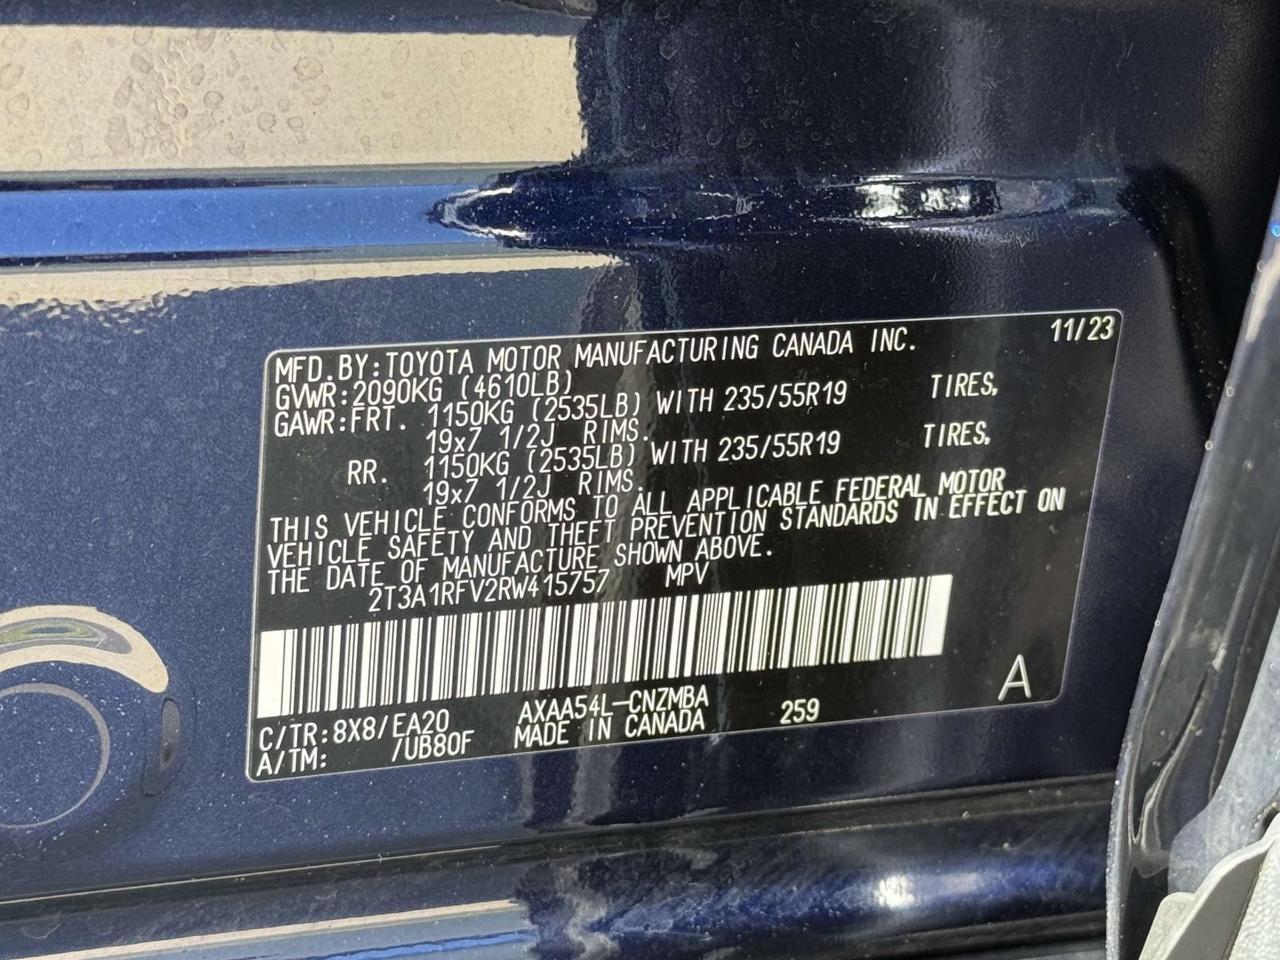 MFD. BY: TOYOTA MOTOR MANUFACTURING CANADA INC. 11/23
GVWR: 2090KG (4610LB)
GAWR: FRT. 1150KG (2535LB) WITH 235/55R19 TIRES,
19x7 1/2J RIMS.
RR. 1150KG (2535LB) WITH 235/55R19 TIRES,
19x7 1/2J RIMS.
THIS VEHICLE CONFORMS TO ALL APPLICABLE FEDERAL MOTOR
VEHICLE SAFETY AND THEFT PREVENTION STANDARDS IN EFFECT ON
THE DATE OF MANUFACTURE SHOWN ABOVE.
2T3A1RFV2RW415757 MPV
C/TR: 8X8/EA20 AXAA54L-CNZMBA 259 A
A/TM: /UB80F MADE IN CANADA